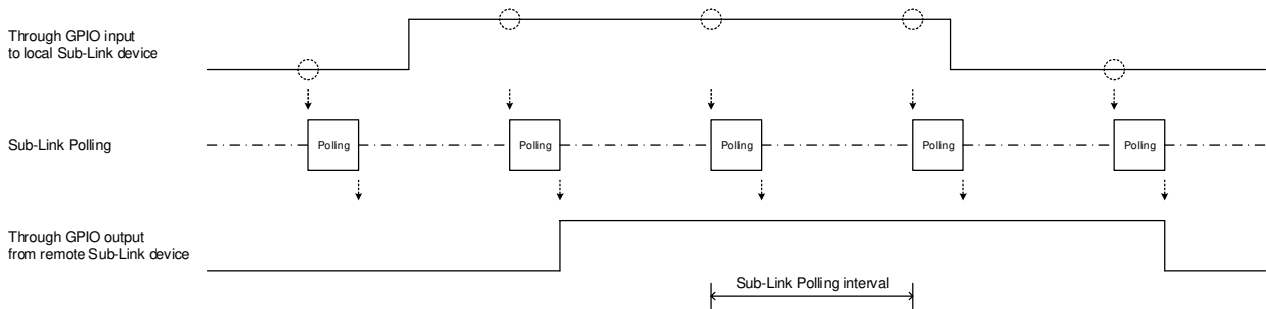 Through GPIO input
to local Sub-Link device
Sub-Link Polling
Polling
Polling
Polling
Polling
Polling
Through GPIO output
from remote Sub-Link device
Sub-Link Polling interval